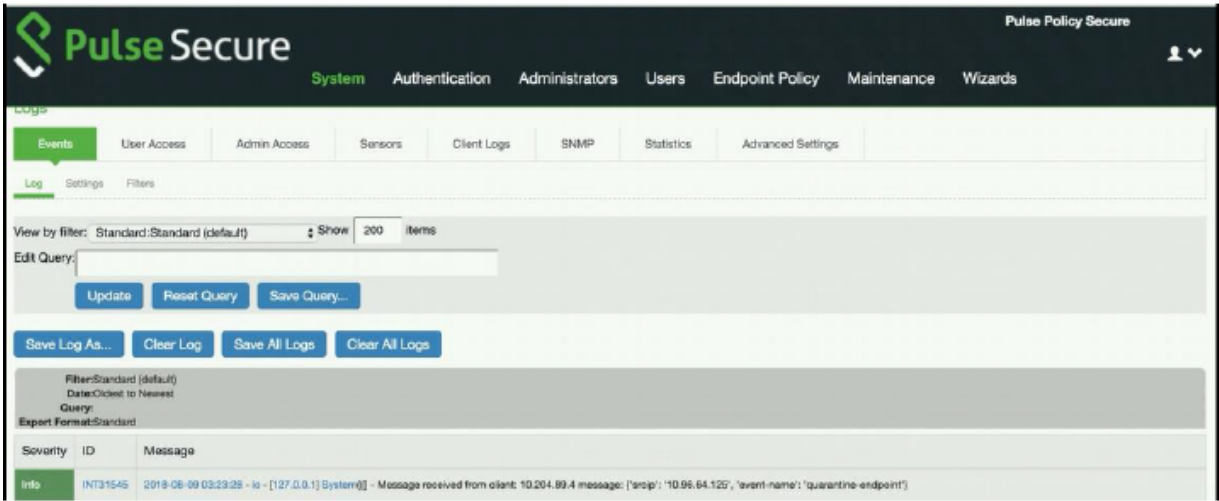 Pulse Policy Secure
Pulse Secure
System Authentication Administrators Users Endpoint Policy Maintenance Wizards
Logs
Events User Access Admin Access Sensors Client Logs SNMP Statistics Advanced Settings
Log Settings Filters
View by filter: Standard:Standard (default) Show 200 items
Edit Query:
Update Reset Query Save Query...
Save Log As... Clear Log Save All Logs Clear All Logs
Filter:Standard (default)
Date:Oldest to Newest
Query:
Export Format:Standard
Severity ID Message
Info INT31545 2018-08-09 03:23:28 - ic - [127.0.0.1] System()[] - Message received from client: 10.204.89.4 message: {'srcip': '10.96.64.125', 'event-name': 'quarantine-endpoint'}